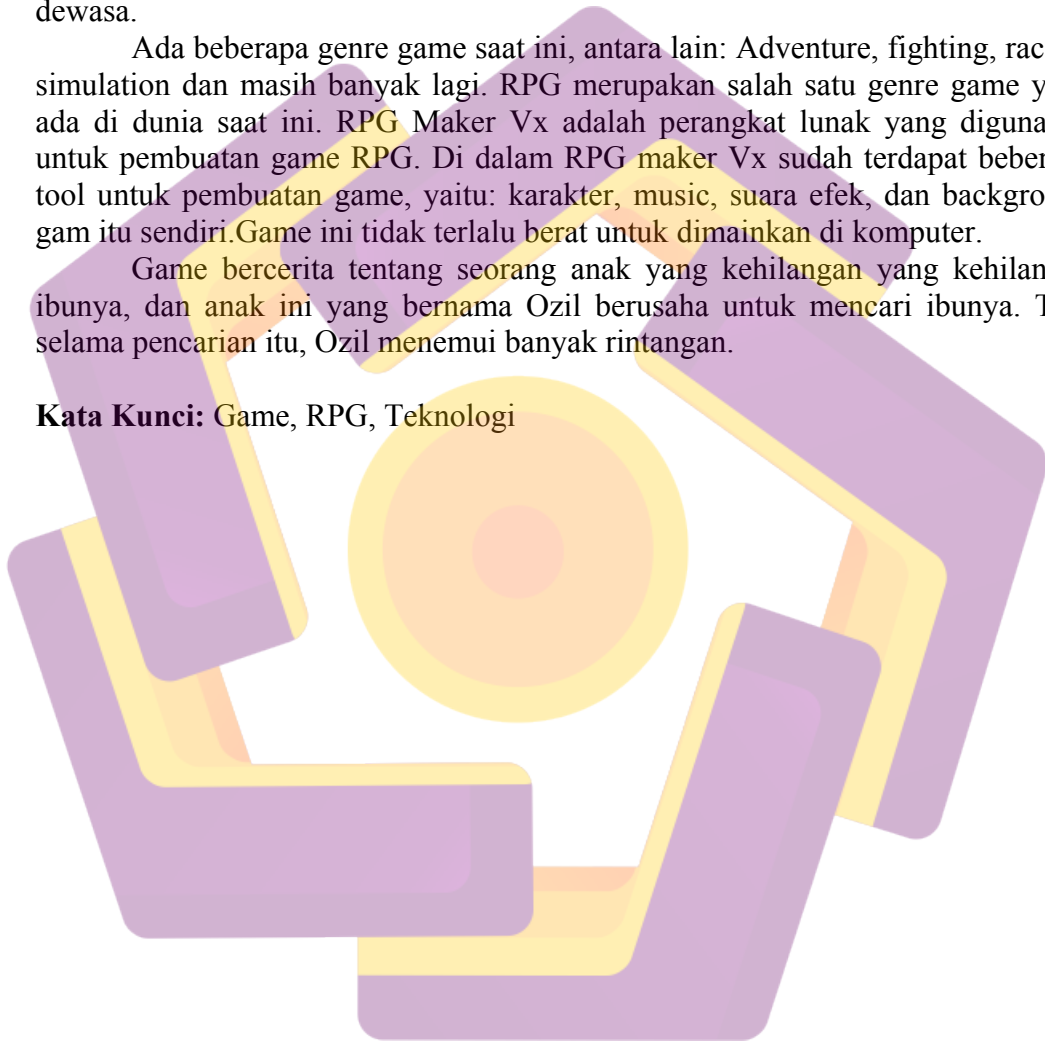 dewasa.
Ada beberapa genre game saat ini, antara lain: Adventure, fighting, rac
simulation dan masih banyak lagi. RPG merupakan salah satu genre game y
ada di dunia saat ini. RPG Maker Vx adalah perangkat lunak yang diguna
untuk pembuatan game RPG. Di dalam RPG maker Vx sudah terdapat beber
tool untuk pembuatan game, yaitu: karakter, music, suara efek, dan backgro
gam itu sendiri.Game ini tidak terlalu berat untuk dimainkan di komputer.
Game bercerita tentang seorang anak yang kehilangan yang kehilan
ibunya, dan anak ini yang bernama Ozil berusaha untuk mencari ibunya. T
selama pencarian itu, Ozil menemui banyak rintangan.
Kata Kunci: Game, RPG, Teknologi